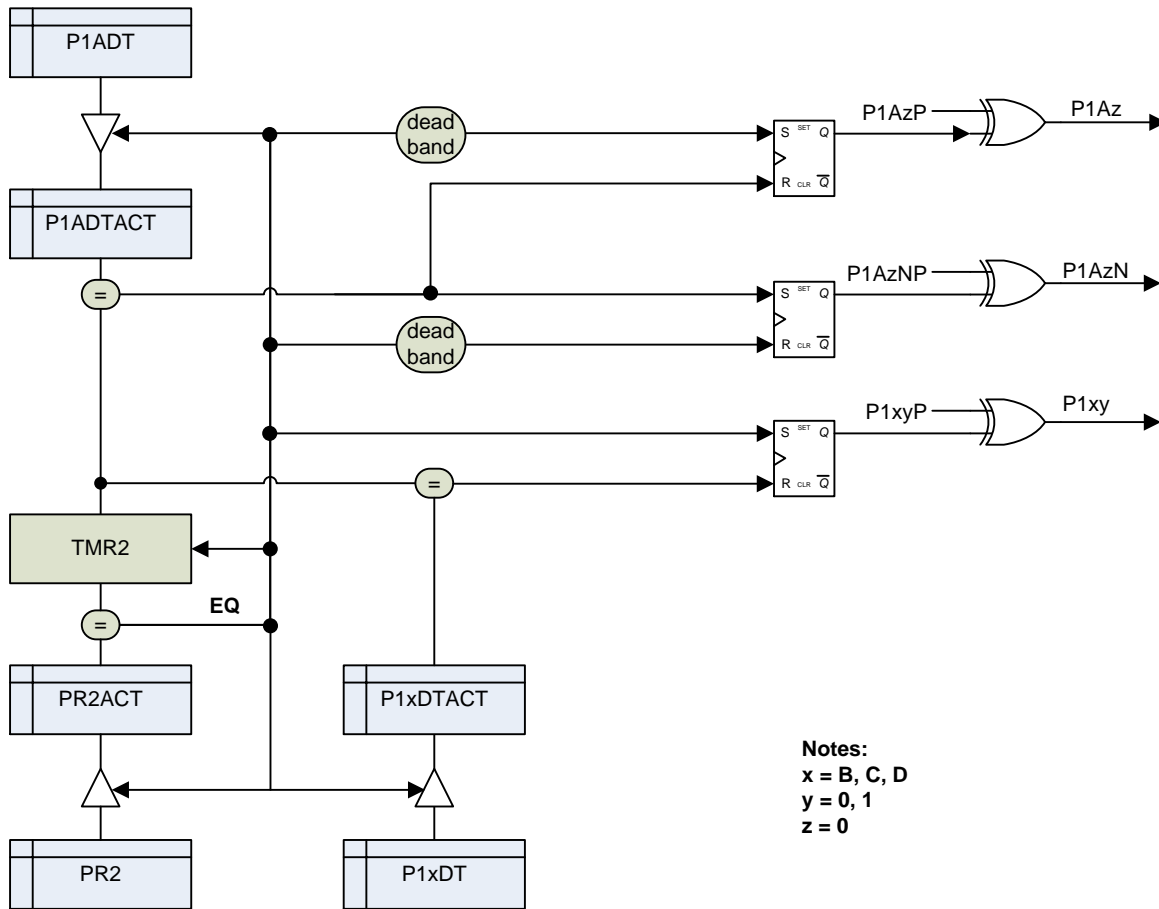 P1ADT
dead
band
S SET Q
R CLR Q
P1AzP
P1Az
P1ADTACT
=
P1AzNP
P1AzN
S SET Q
R CLR Q
dead
band
P1xyP
P1xy
S SET Q
R CLR Q
=
TMR2
=
EQ
PR2ACT
P1xDTACT
Notes:
x = B, C, D
y = 0, 1
z = 0
PR2
P1xDT